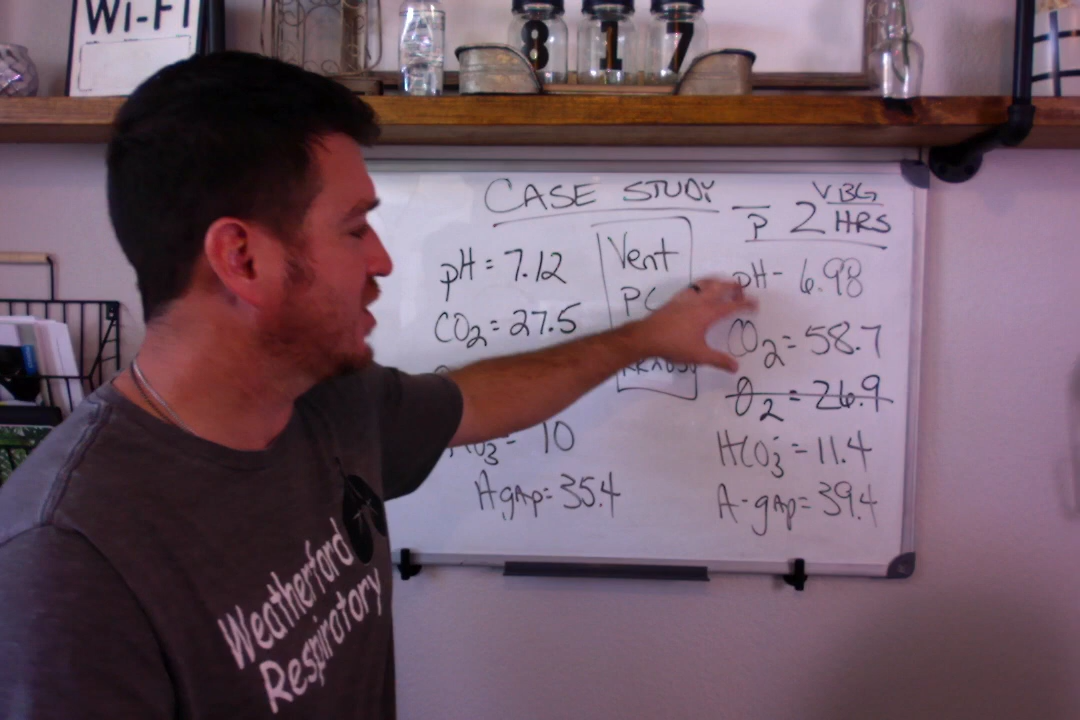 Wi-Fi
8 1 7
CASE STUDY
pH = 7.12
CO2 = 27.5
10
Agap = 35.4
Vent
VBG
p̄ 2 HRS
pH - 6.98
CO2 = 58.7
O2 = 26.9
HCO3⁻ = 11.4
A-gap = 39.4
Weatherford
Respiratory